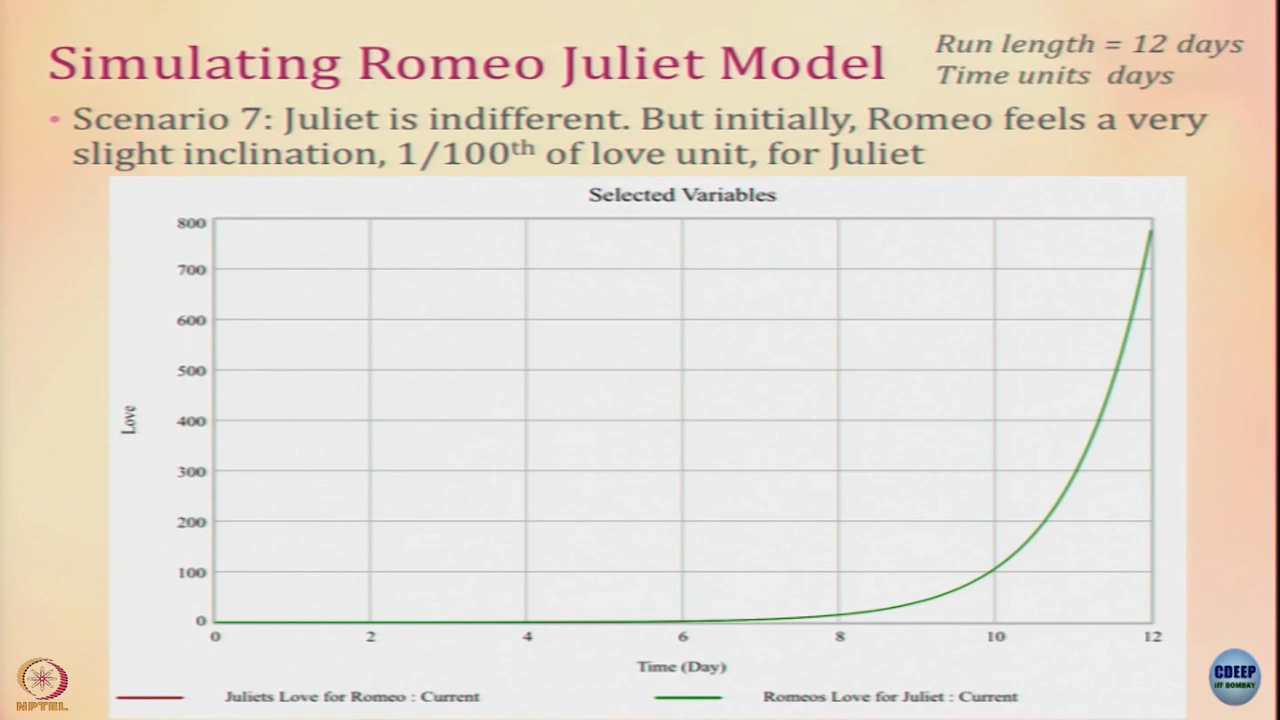 Simulating Romeo Juliet Model
Run length = 12 days
Time units days
• Scenario 7: Juliet is indifferent. But initially, Romeo feels a very
slight inclination, 1/100th of love unit, for Juliet
Selected Variables
800
700
600
500
400
300
200
100
0
Love
0 2 4 6 8 10 12
Time (Day)
Juliets Love for Romeo : Current
Romeos Love for Juliet : Current
NPTEL
CDEEP
IIT BOMBAY